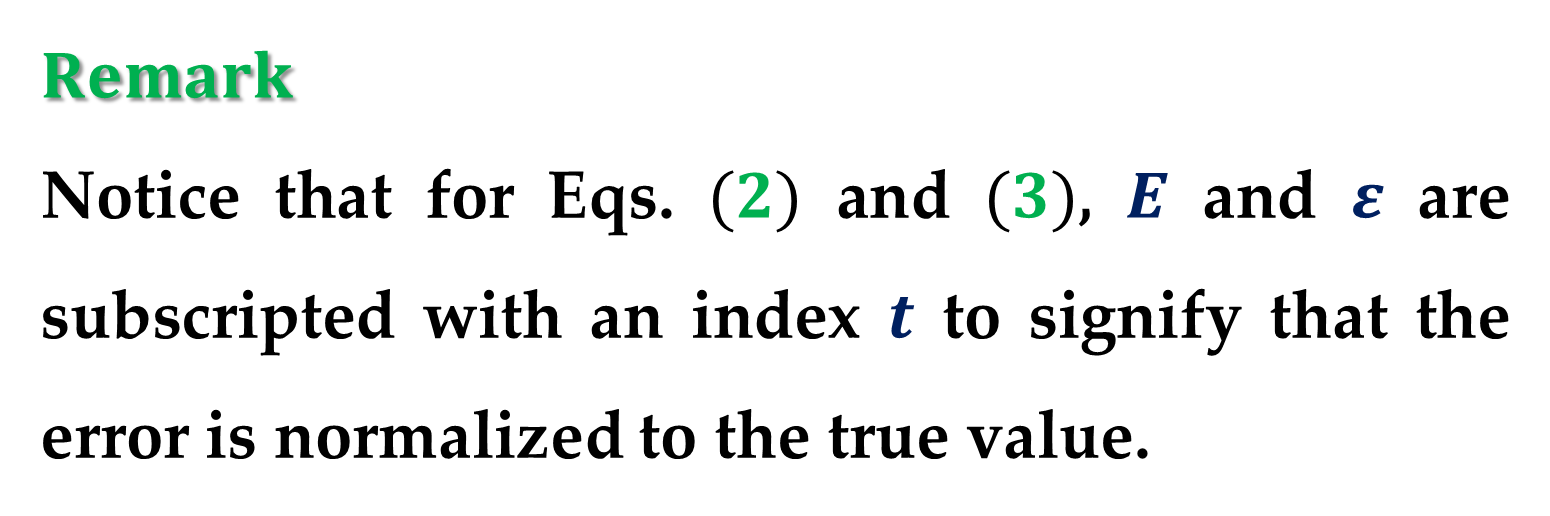 Remark
Notice that for Eqs. (2) and (3), E and ε are
subscripted with an index t to signify that the
error is normalized to the true value.